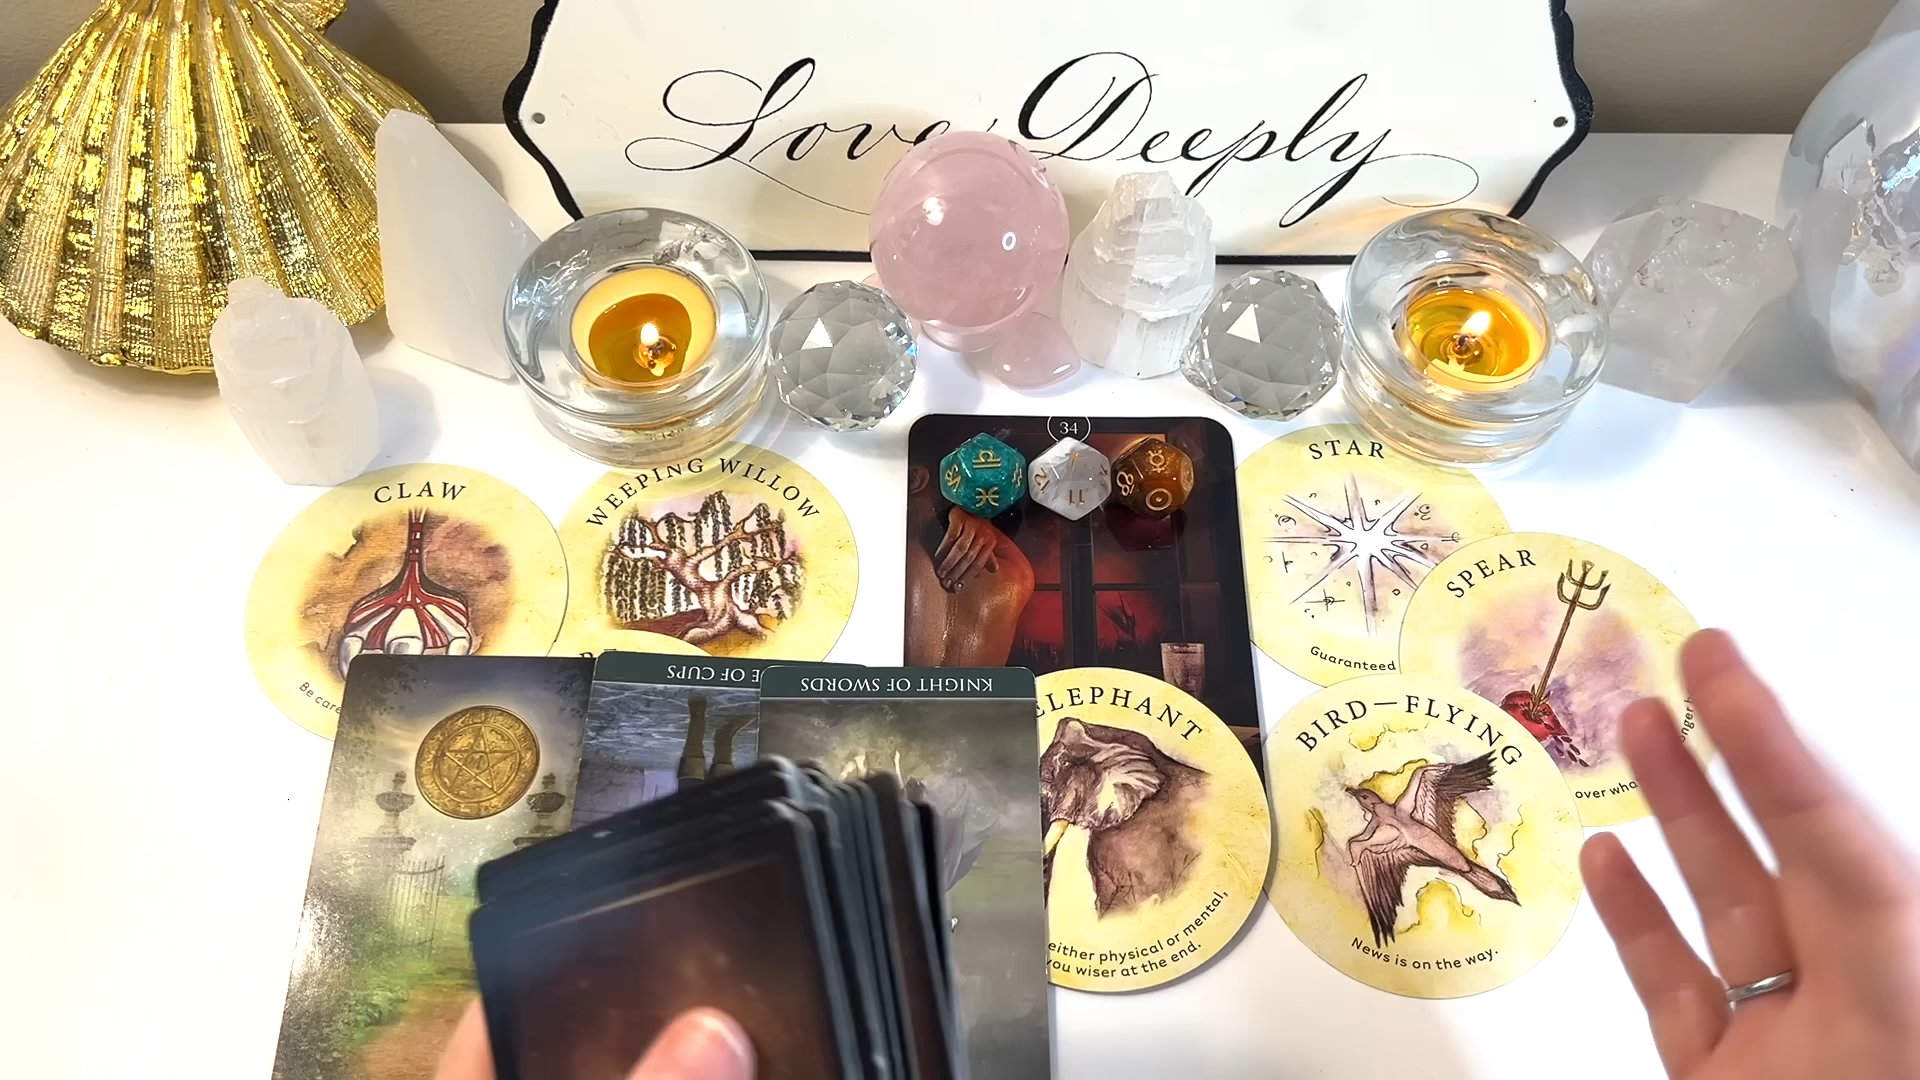 Love Deeply
34
STAR
CLAW
WEEPING WILLOW
SPEAR
Guaranteed
KNIGHT OF SWORDS
OF CUPS
Be care
ELEPHANT
BIRD—FLYING
over who
either physical or mental,
you wiser at the end.
News is on the way.